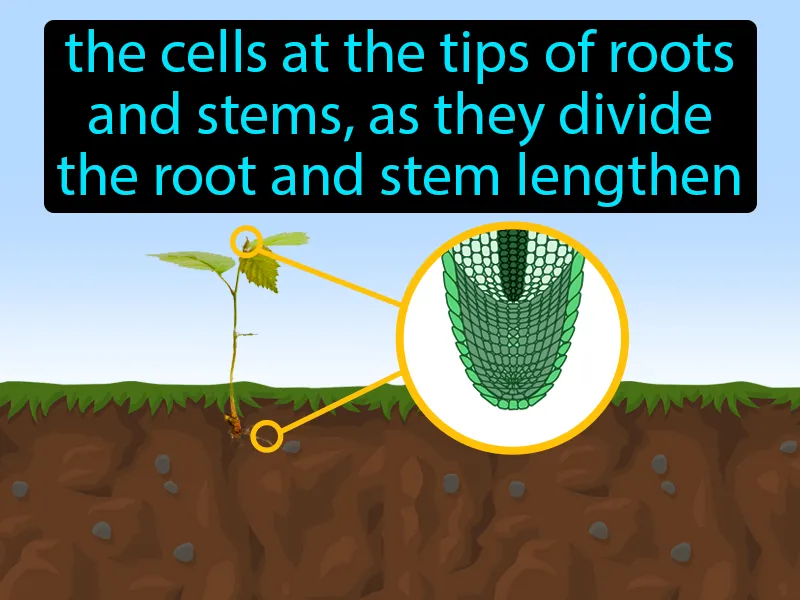 the cells at the tips of roots
and stems, as they divide
the root and stem lengthen